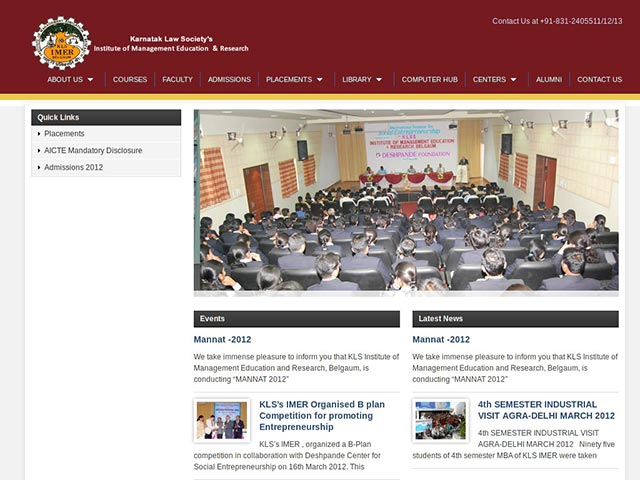 Contact Us at +91-831-2405511/12/13
KLS
IMER
Karnatak Law Society's
Institute of Management Education & Research
ABOUT US
COURSES
FACULTY
ADMISSIONS
PLACEMENTS
LIBRARY
COMPUTER HUB
CENTERS
ALUMNI
CONTACT US
Quick Links
Placements
AICTE Mandatory Disclosure
Admissions 2012
Social Entrepreneurship
KLS'S
INSTITUTE OF MANAGEMENT EDUCATION
& RESEARCH, BELGAUM
DESHPANDE FOUNDATION
Events
Mannat -2012
We take immense pleasure to inform you that KLS Institute of
Management Education and Research, Belgaum, is
conducting “MANNAT 2012”
KLS's IMER Organised B plan
Competition for promoting
Entrepreneurship
KLS’s IMER , organized a B-Plan
competition in collaboration with Deshpande Center for
Social Entrepreneurship on 16th March 2012. This
Latest News
Mannat -2012
We take immense pleasure to inform you that KLS Institute of
Management Education and Research, Belgaum, is
conducting “MANNAT 2012”
4th SEMESTER INDUSTRIAL
VISIT AGRA-DELHI MARCH 2012
4th SEMESTER INDUSTRIAL VISIT
AGRA-DELHI MARCH 2012 Ninety five
students of 4th semester MBA of KLS IMER were taken